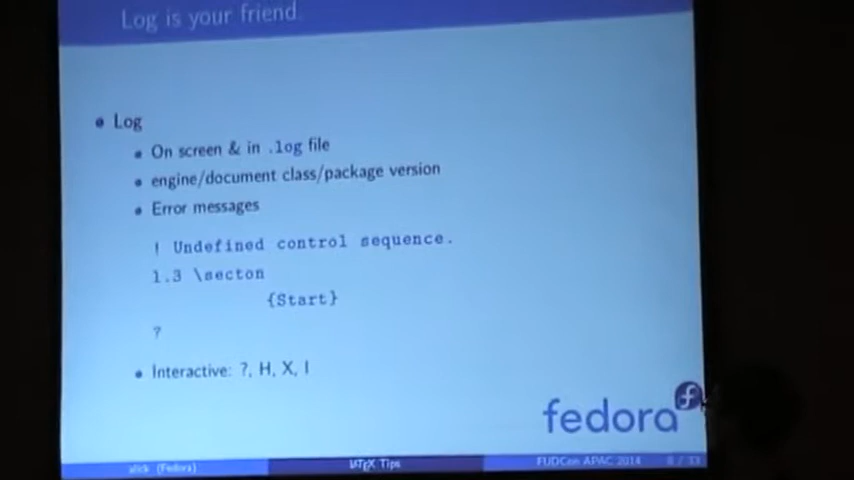 Log is your friend.
Log
On screen & in .log file
engine/document class/package version
Error messages
! Undefined control sequence.
l.3 \secton
{Start}
?
Interactive: ?, H, X, I
fedora
(Fedora)
LATEX Tips
FUDCon APAC 2014